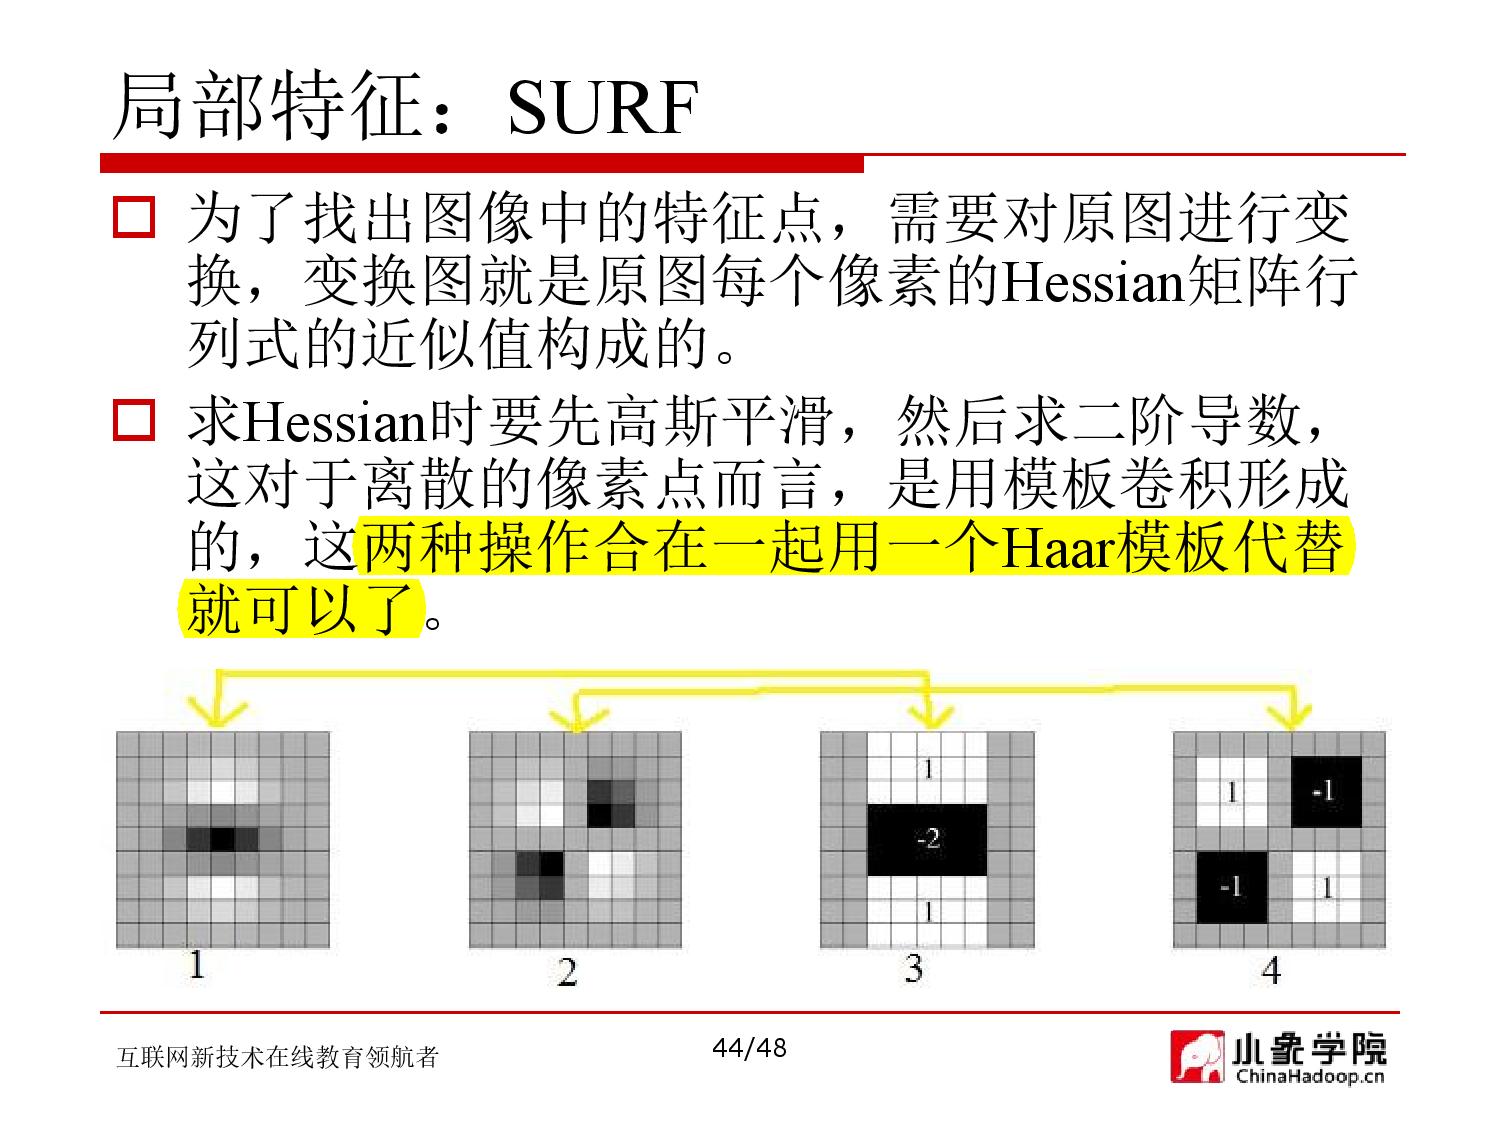 局部特征：SURF
为了找出图像中的特征点，需要对原图进行变
换，变换图就是原图每个像素的Hessian矩阵行
列式的近似值构成的。
求Hessian时要先高斯平滑，然后求二阶导数，
这对于离散的像素点而言，是用模板卷积形成
的，这两种操作合在一起用一个Haar模板代替
就可以了。
1
-2
1
1
-1
-1
1
1
2
3
4
互联网新技术在线教育领航者
44/48
小象学院
ChinaHadoop.cn